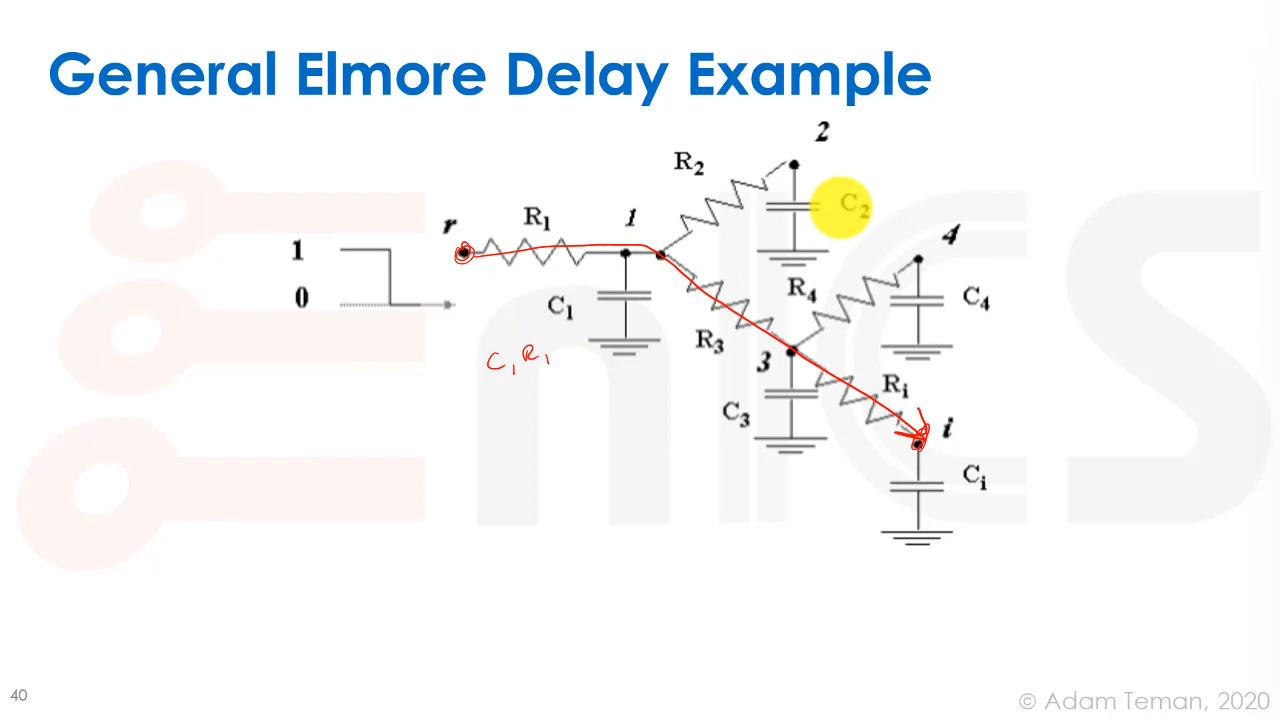 General Elmore Delay Example
2
R2
r
R1
1
C2
4
1
0
C1
R4
C4
R3
C1R1
3
Ri
C3
i
Ci
EnICS
40
© Adam Teman, 2020